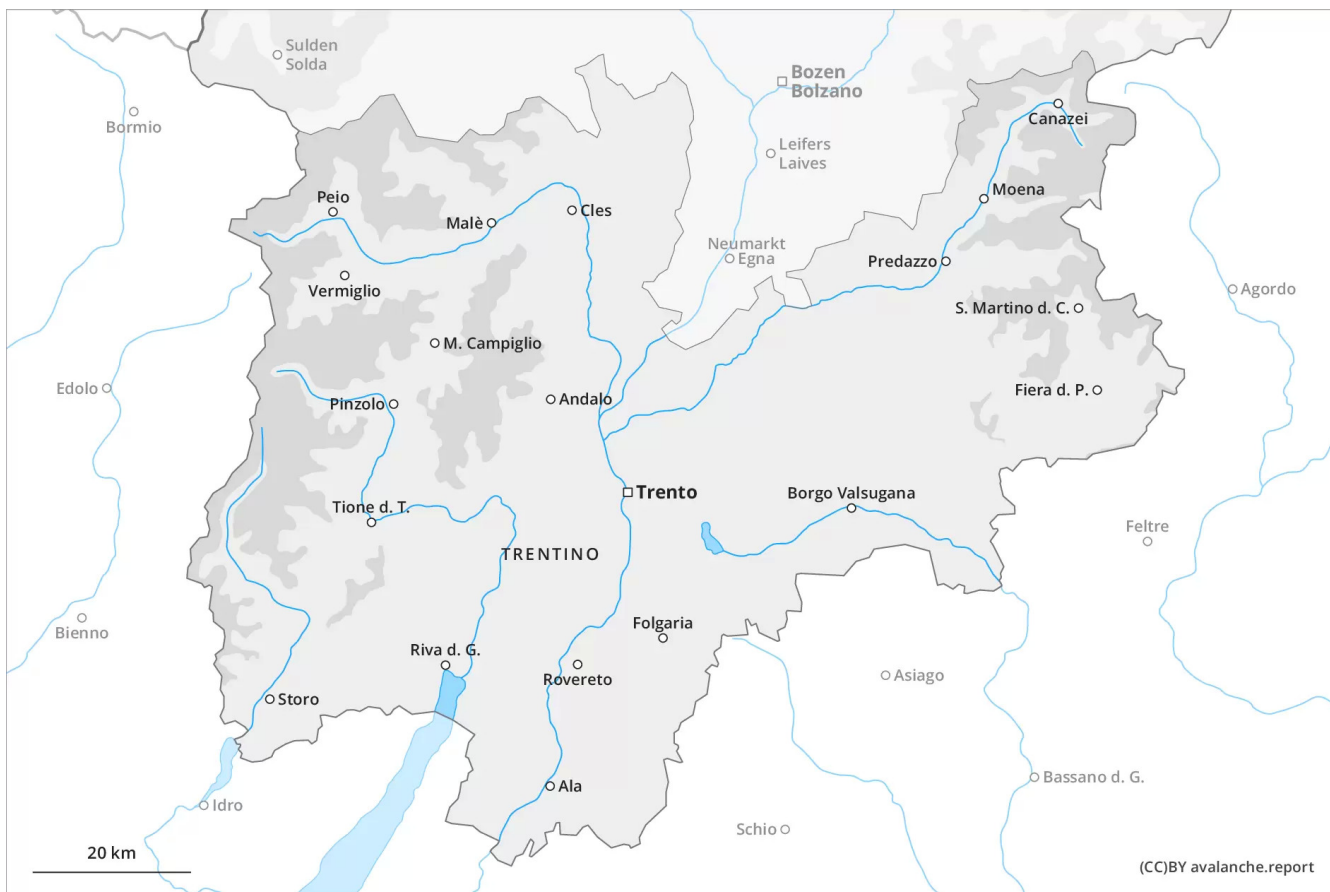 Sulden
Solda
Bozen
Bolzano
Bormio
Canazei
Leifers
Laives
Moena
Peio
Malè
Cles
Neumarkt
Egna
Predazzo
Vermiglio
Agordo
S. Martino d. C.
M. Campiglio
Edolo
Pinzolo
Andalo
Fiera d. P.
Trento
Borgo Valsugana
Tione d. T.
Feltre
TRENTINO
Bienno
Folgaria
Riva d. G.
Rovereto
Asiago
Storo
Bassano d. G.
Ala
Idro
Schio
20 km
(CC)BY avalanche.report